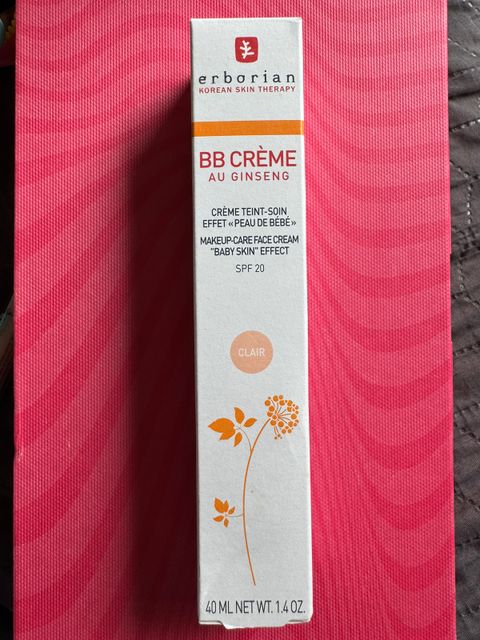 erborian
KOREAN SKIN THERAPY
BB CRÈME
AU GINSENG
CRÈME TEINT-SOIN
EFFET «PEAU DE BÉBÉ»
MAKEUP-CARE FACE CREAM
"BABY SKIN" EFFECT
SPF 20
CLAIR
40 ML NET WT. 1.4 OZ.